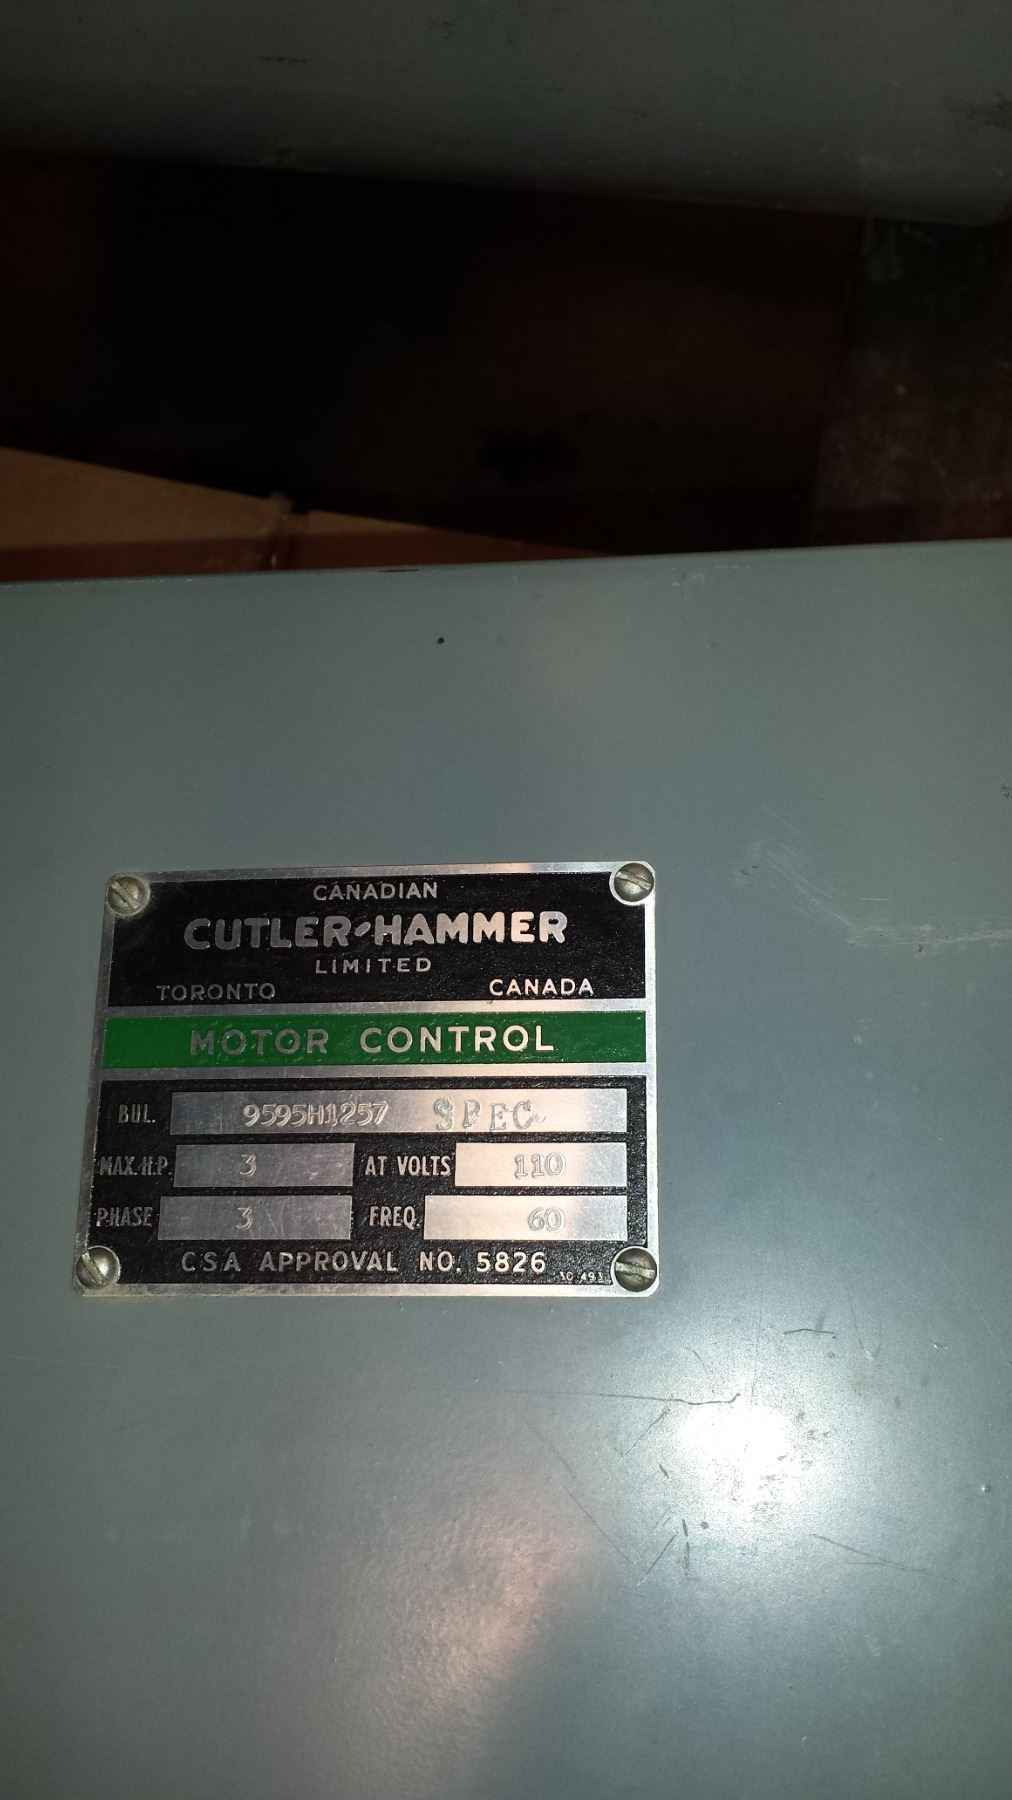 CANADIAN
CUTLER-HAMMER
LIMITED
TORONTO CANADA
MOTOR CONTROL
BUL. 9595H1257 SPEC
MAX. H.P. 3 AT VOLTS 110
PHASE 3 FREQ. 60
CSA APPROVAL NO. 5826